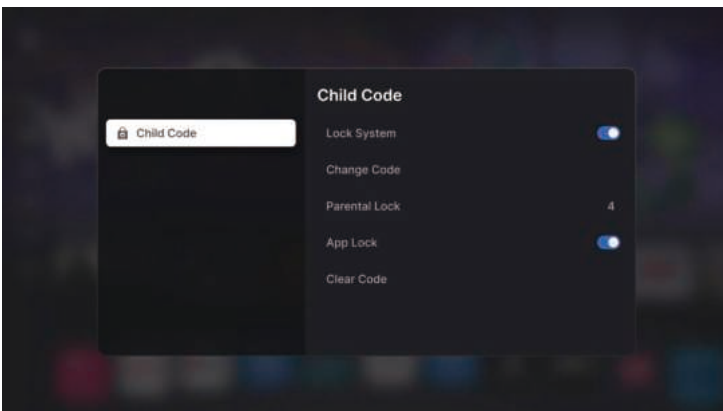 Child Code
Child Code
Lock System
Change Code
Parental Lock 4
App Lock
Clear Code